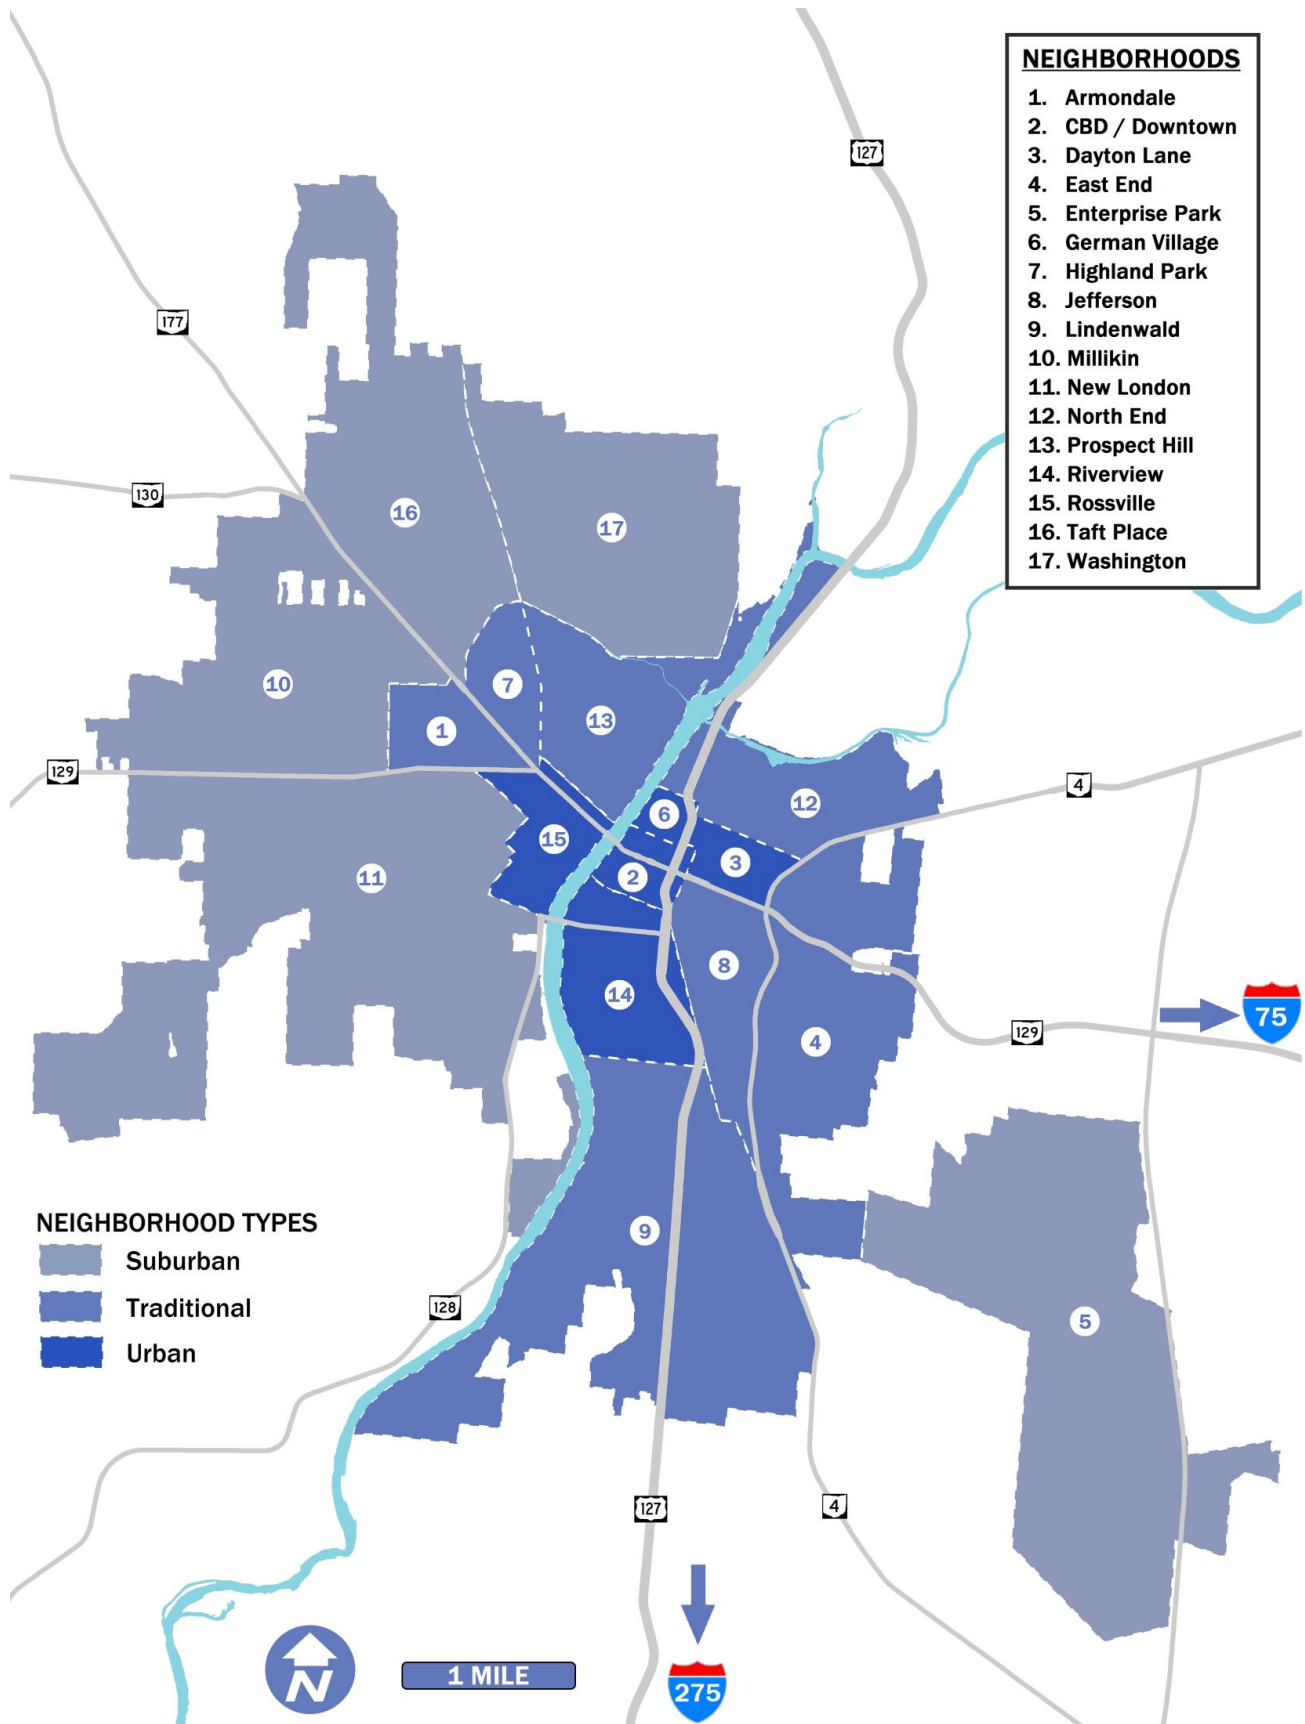 NEIGHBORHOODS
1. Armondale
2. CBD / Downtown
3. Dayton Lane
4. East End
5. Enterprise Park
6. German Village
7. Highland Park
8. Jefferson
9. Lindenwald
10. Millikin
11. New London
12. North End
13. Prospect Hill
14. Riverview
15. Rossville
16. Taft Place
17. Washington
127
177
130
16
17
10
7
13
1
129
4
12
6
15
3
2
11
8
14
75
129
4
9
5
NEIGHBORHOOD TYPES
Suburban
Traditional
Urban
128
127
4
N
1 MILE
275